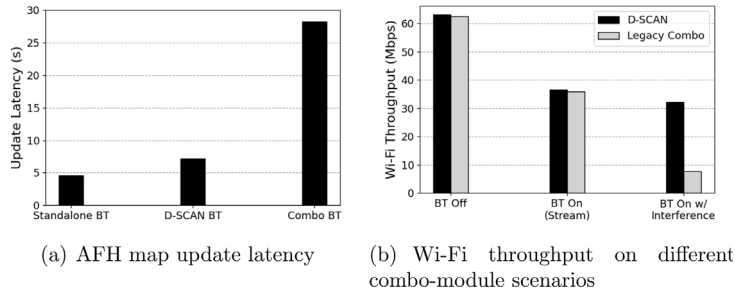 30
25
20
15
10
5
0
Update Latency (s)
Standalone BT
D-SCAN BT
Combo BT
(a) AFH map update latency
60
50
40
30
20
10
0
Wi-Fi Throughput (Mbps)
D-SCAN
Legacy Combo
BT Off
BT On
(Stream)
BT On w/
Interference
(b) Wi-Fi throughput on different
combo-module scenarios